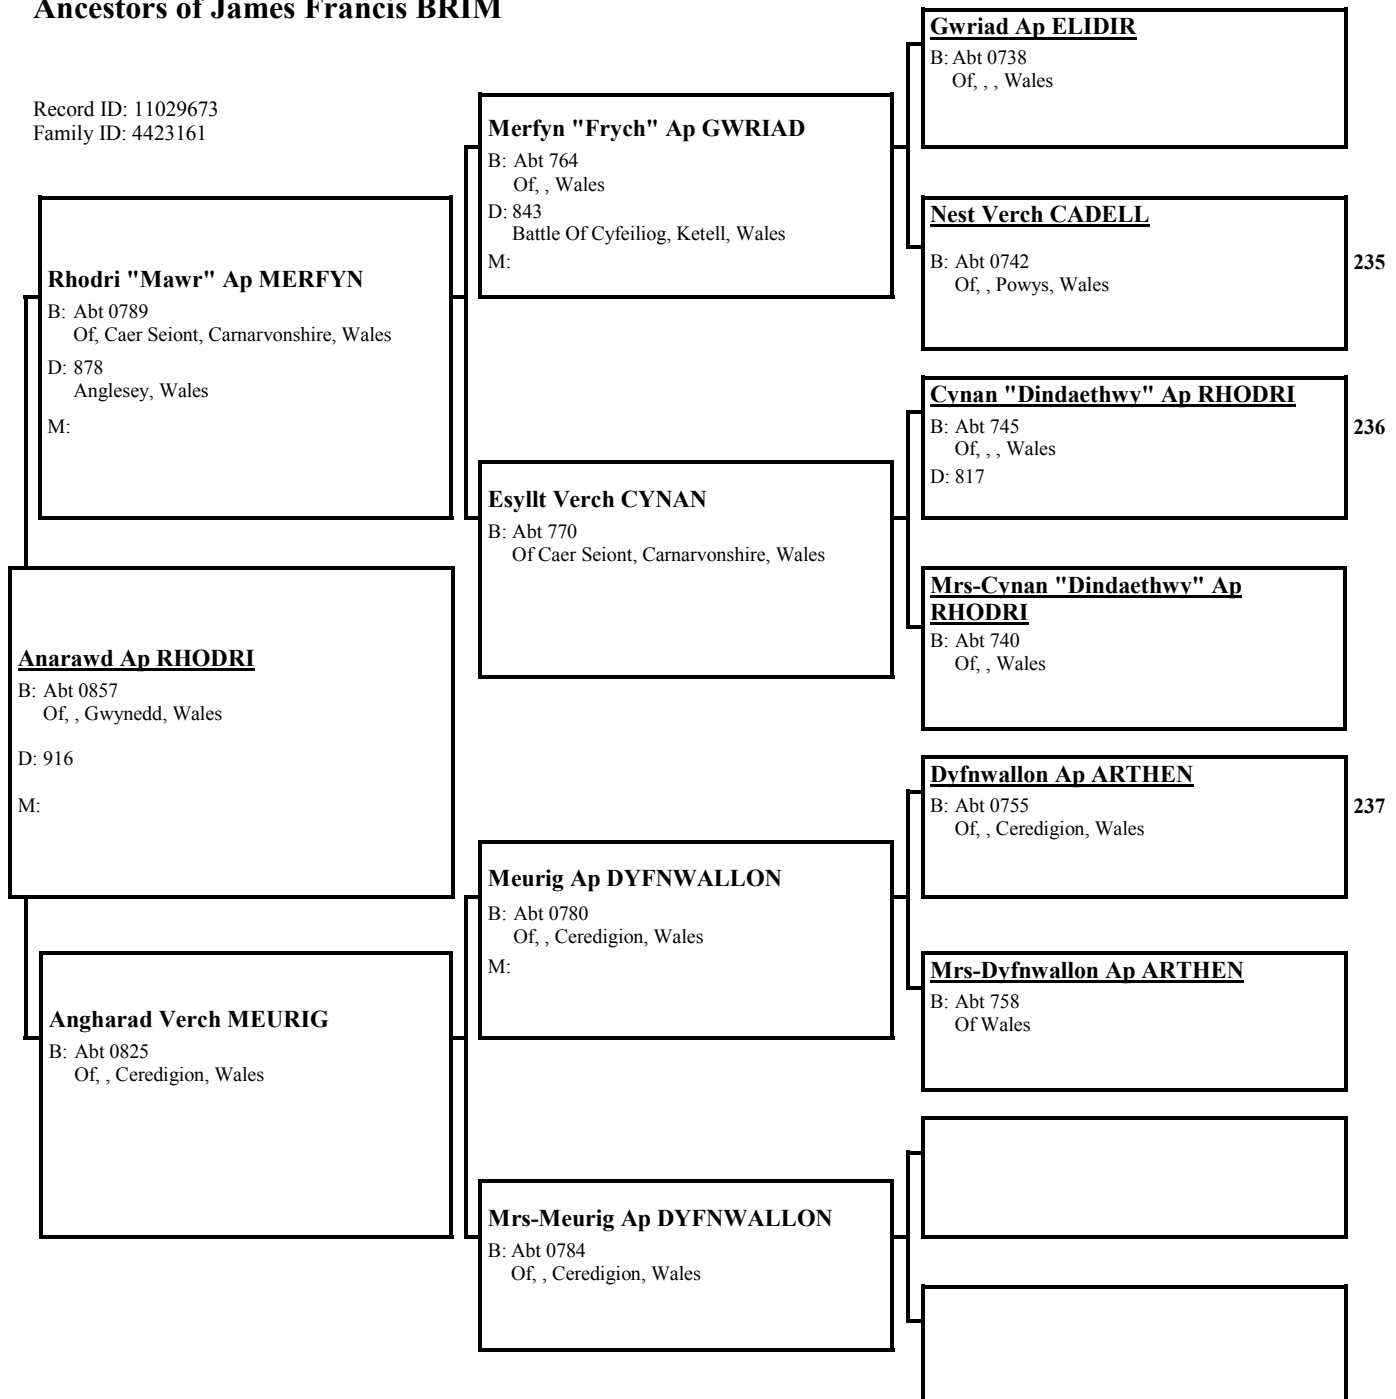 Ancestors of James Francis BRIM
Record ID: 11029673
Family ID: 4423161
Rhodri "Mawr" Ap MERFYN
B: Abt 0789
Of, Caer Seiont, Carnarvonshire, Wales
D: 878
Anglesey, Wales
M:
Anarawd Ap RHODRI
B: Abt 0857
Of, , Gwynedd, Wales
D: 916
M:
Angharad Verch MEURIG
B: Abt 0825
Of, , Ceredigion, Wales
Merfyn "Frych" Ap GWRIAD
B: Abt 764
Of, , Wales
D: 843
Battle Of Cyfeiliog, Ketell, Wales
M:
Esyllt Verch CYNAN
B: Abt 770
Of Caer Seiont, Carnarvonshire, Wales
Meurig Ap DYFNWALLON
B: Abt 0780
Of, , Ceredigion, Wales
M:
Mrs-Meurig Ap DYFNWALLON
B: Abt 0784
Of, , Ceredigion, Wales
Gwriad Ap ELIDIR
B: Abt 0738
Of, , , Wales
Nest Verch CADELL
B: Abt 0742
Of, , Powys, Wales
235
Cynan "Dindaethwy" Ap RHODRI
B: Abt 745
Of, , , Wales
D: 817
236
Mrs-Cynan "Dindaethwy" Ap
RHODRI
B: Abt 740
Of, , Wales
Dyfnwallon Ap ARTHEN
B: Abt 0755
Of, , Ceredigion, Wales
237
Mrs-Dyfnwallon Ap ARTHEN
B: Abt 758
Of Wales